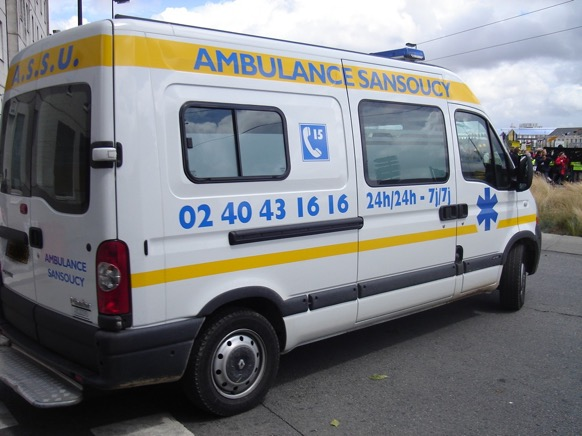 A.S.S.U.
AMBULANCE SANSOUCY
15
02 40 43 16 16
24h/24h - 7j/7j
AMBULANCE
SANSOUCY